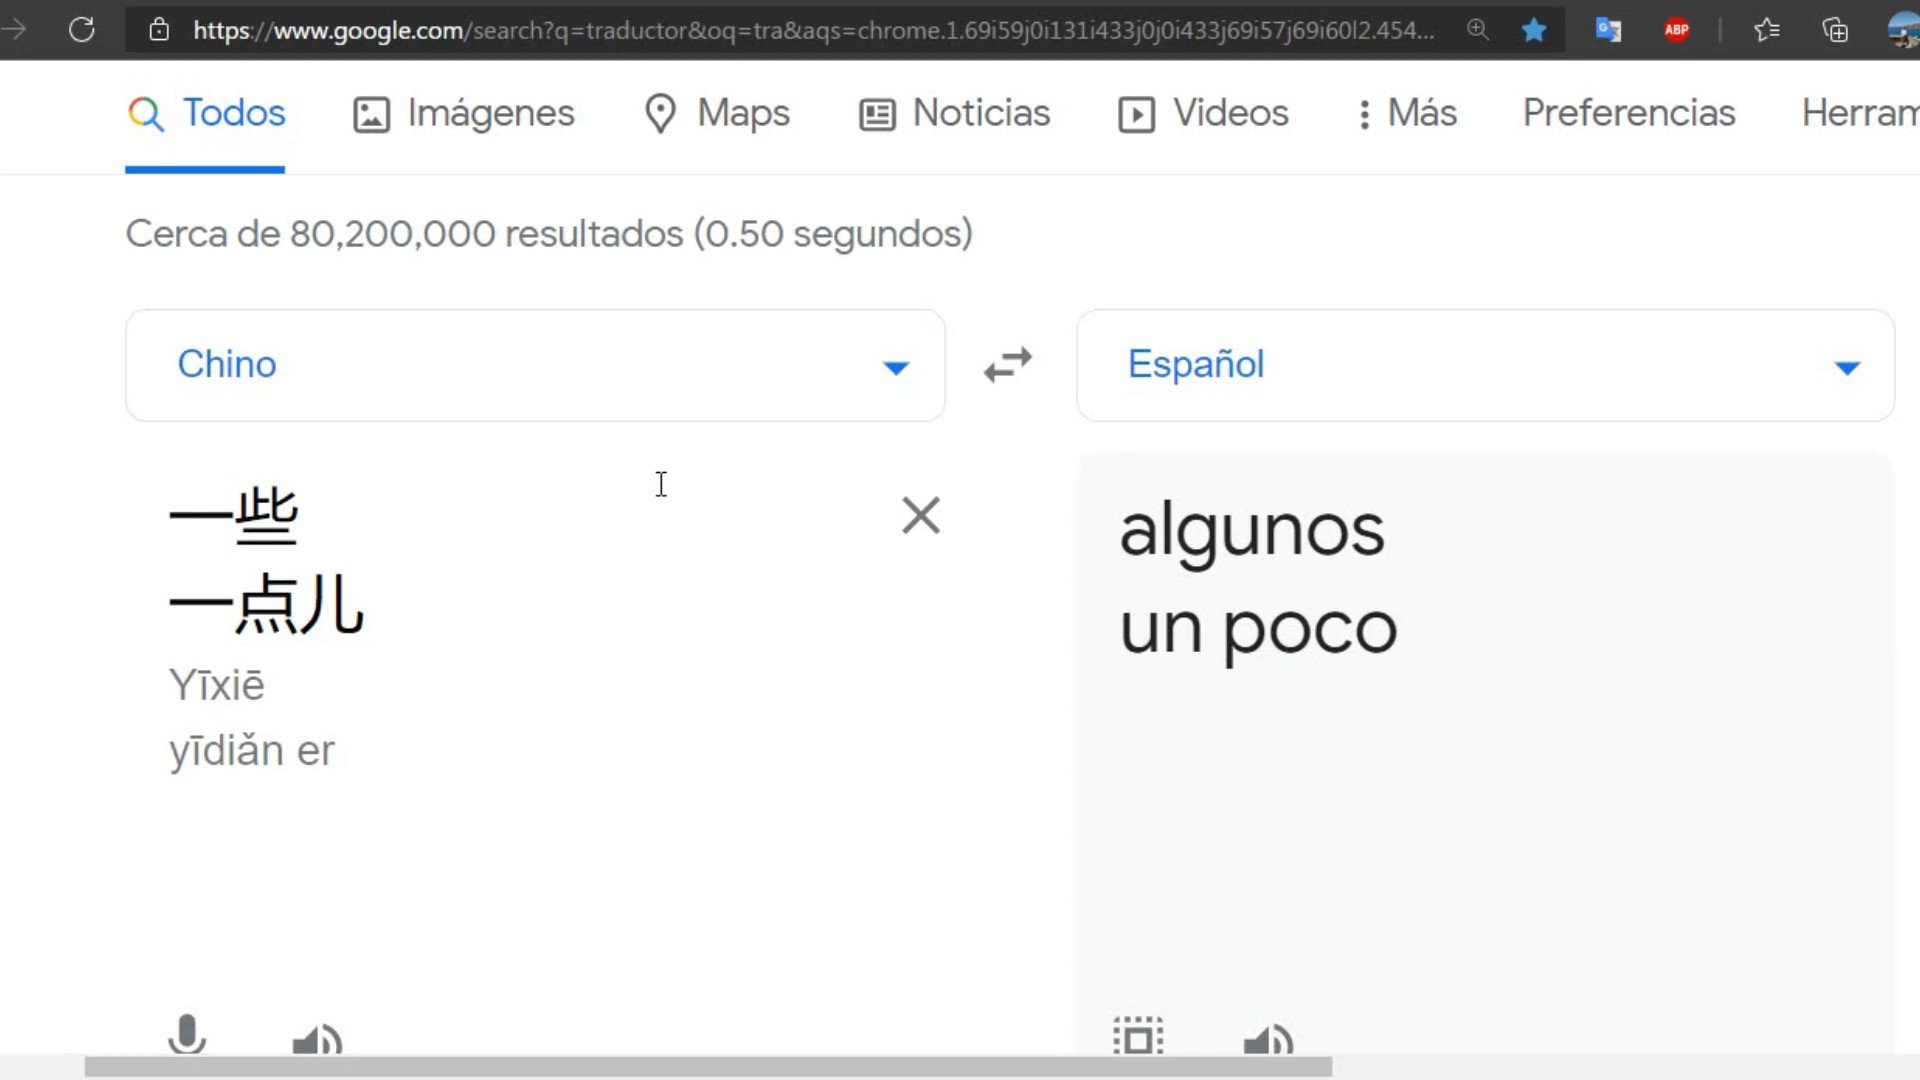 https://www.google.com/search?q=traductor&oq=tra&aqs=chrome.1.69i59j0i131i433j0j0i433j69i57j69i60l2.454...
ABP
Todos Imágenes Maps Noticias Videos Más Preferencias Herram
Cerca de 80,200,000 resultados (0.50 segundos)
Chino Español
一些
一点儿
Yīxiē
yīdiǎn er
algunos
un poco